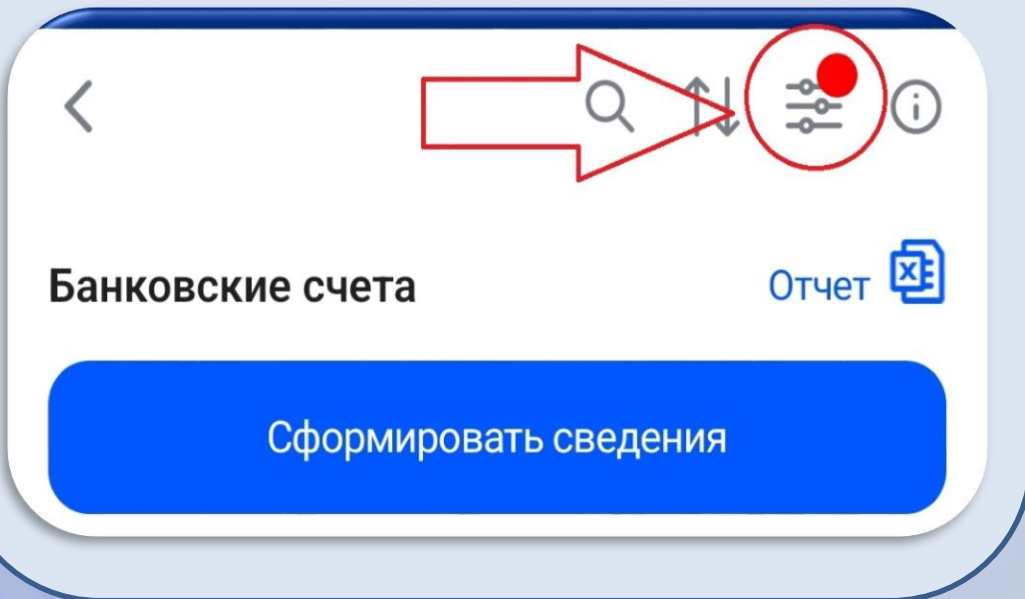 Банковские счета
Отчет
Сформировать сведения